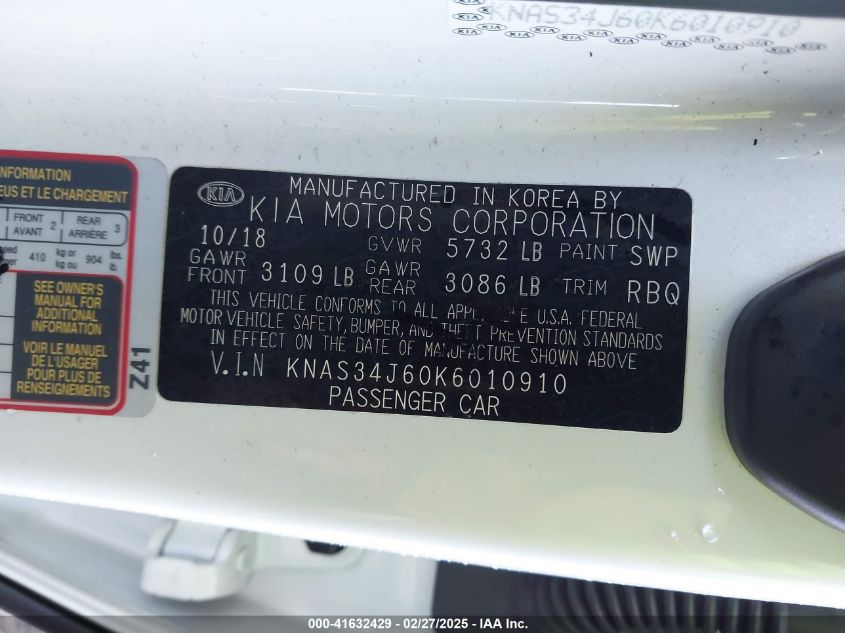 KNAS34J60K6010910
INFORMATION
EUS ET LE CHARGEMENT
FRONT 2 REAR 3
AVANT ARRIÈRE
410 kg or 904 lbs.
kg ou lb.
SEE OWNER'S
MANUAL FOR
ADDITIONAL
INFORMATION
VOIR LE MANUEL
DE L'USAGER
POUR PLUS DE
RENSEIGNEMENTS
Z41
KIA
MANUFACTURED IN KOREA BY
KIA MOTORS CORPORATION
10/18 GVWR 5732 LB PAINT SWP
GAWR FRONT 3109 LB GAWR REAR 3086 LB TRIM RBQ
THIS VEHICLE CONFORMS TO ALL U.S.A. FEDERAL
MOTOR VEHICLE SAFETY, BUMPER, AND THEFT PREVENTION STANDARDS
IN EFFECT ON THE DATE OF MANUFACTURE SHOWN ABOVE
V.I.N KNAS34J60K6010910
PASSENGER CAR
000-41632429 - 02/27/2025 - Copyright © 2025 IAA, Inc.